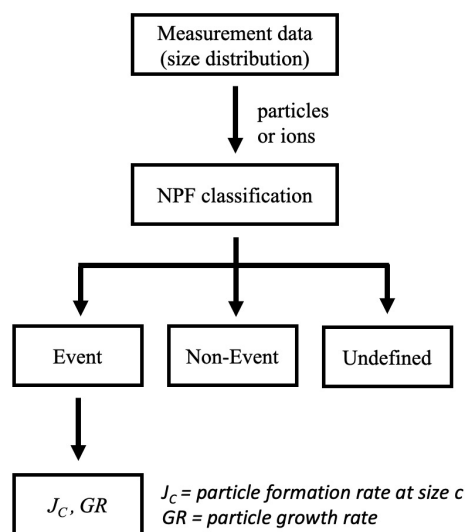 Measurement data
(size distribution)
particles
or ions
NPF classification
Event
Non-Event
Undefined
J_C, GR
J_C = particle formation rate at size c
GR = particle growth rate